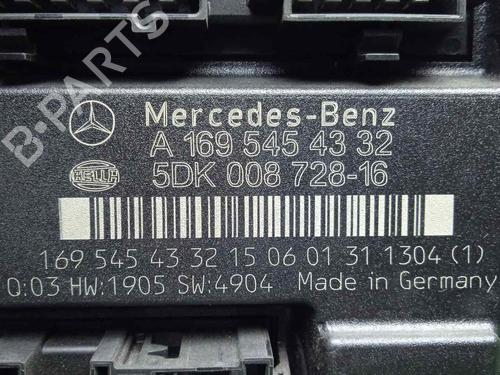 Mercedes-Benz
A 169 545 43 32
HELLA
5DK 008 728-16
169 545 43 32 15 06 01 31 1304 (1)
0:03 HW:1905 SW:4904 Made in Germany
B-PARTS